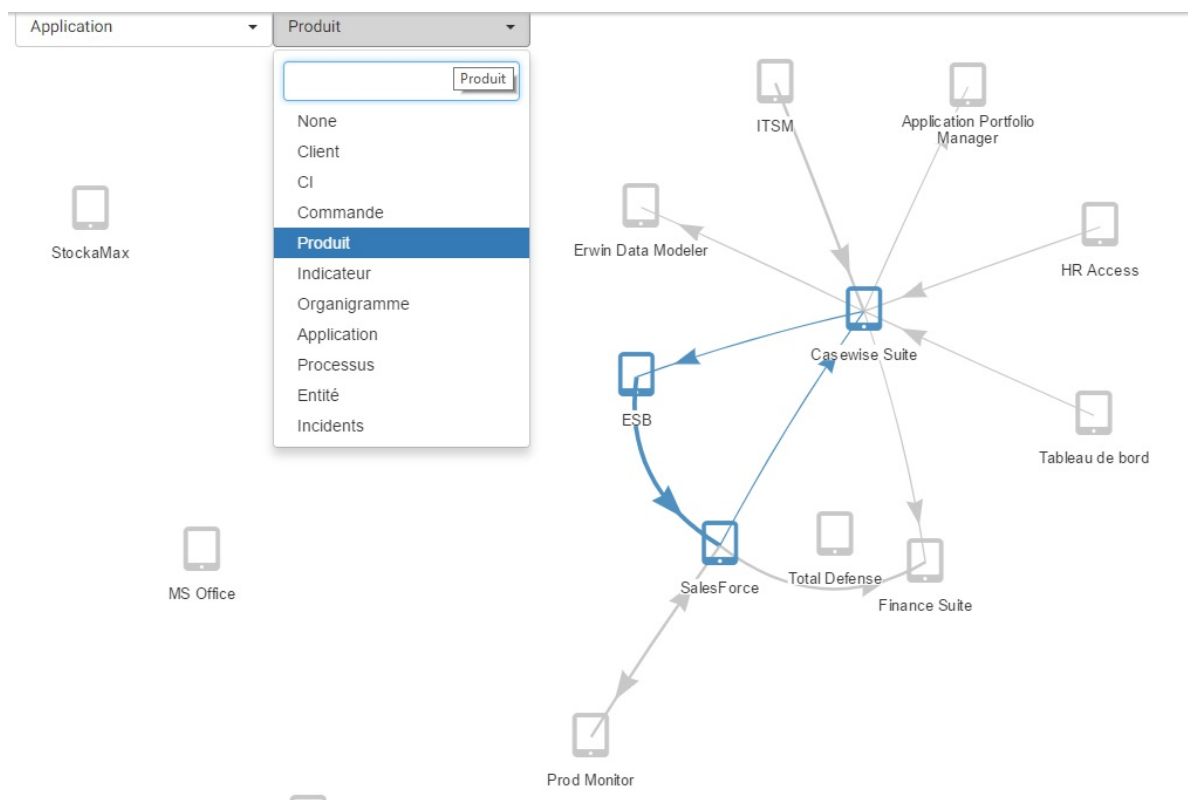 Application
Produit
Produit
None
Client
CI
Commande
Produit
Indicateur
Organigramme
Application
Processus
Entité
Incidents
StockaMax
MS Office
ITSM
Application Portfolio
Manager
Erwin Data Modeler
HR Access
Casewise Suite
ESB
Tableau de bord
SalesForce
Total Defense
Finance Suite
Prod Monitor